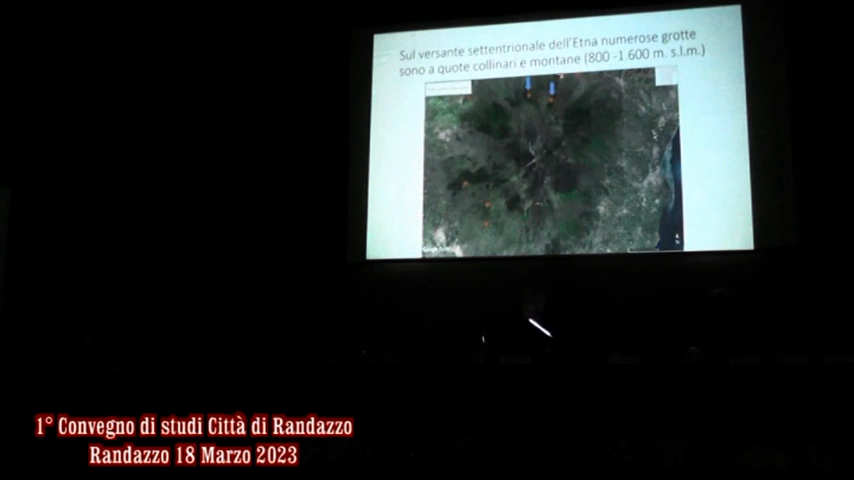 Sul versante settentrionale dell'Etna numerose grotte
sono a quote collinari e montane (800 -1.600 m. s.l.m.)
1° Convegno di studi Città di Randazzo
Randazzo 18 Marzo 2023